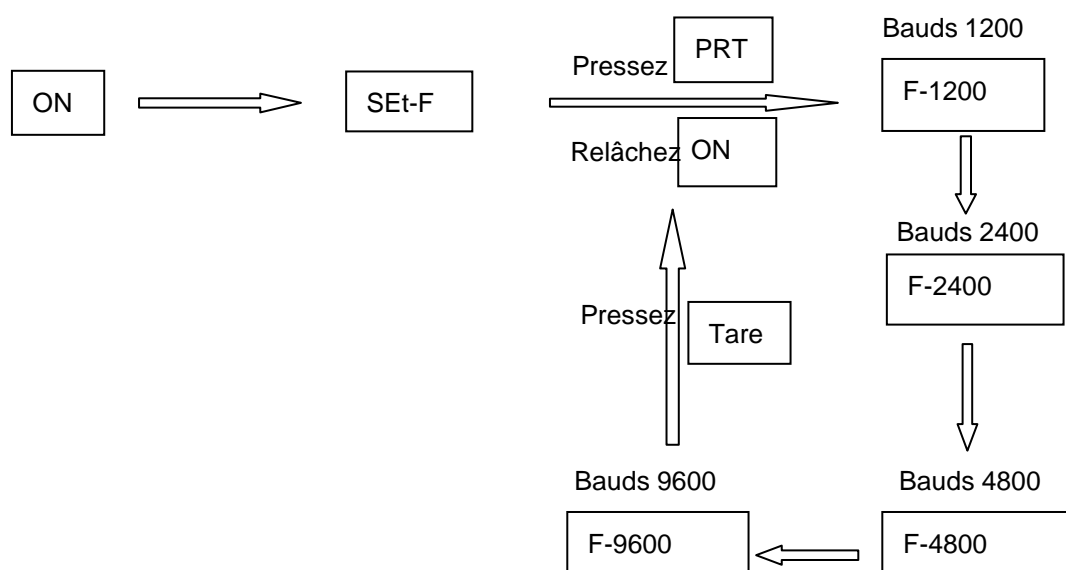 ON
SEt-F
Pressez
PRT
Relâchez
ON
Bauds 1200
F-1200
Bauds 2400
F-2400
Pressez
Tare
Bauds 9600
F-9600
Bauds 4800
F-4800